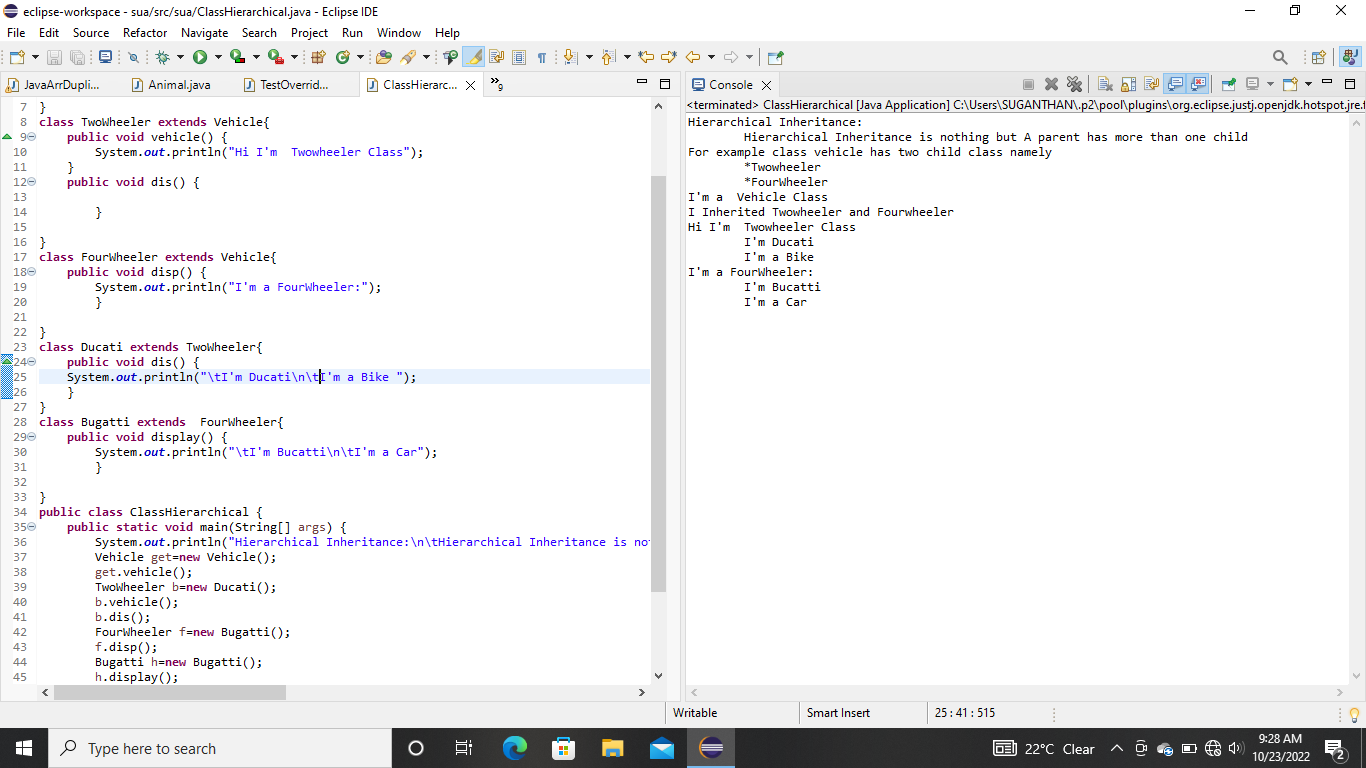 eclipse-workspace - sua/src/sua/ClassHierarchical.java - Eclipse IDE
File Edit Source Refactor Navigate Search Project Run Window Help
JavaArrDupli... Animal.java TestOverrid... ClassHierarc... »9
7 }
8 class TwoWheeler extends Vehicle{
9 public void vehicle() {
10 System.out.println("Hi I'm  Twowheeler Class");
11 }
12 public void dis() {
13
14 }
15
16 }
17 class FourWheeler extends Vehicle{
18 public void disp() {
19 System.out.println("I'm a FourWheeler:");
20 }
21
22 }
23 class Ducati extends TwoWheeler{
24 public void dis() {
25 System.out.println("\tI'm Ducati\n\tI'm a Bike ");
26 }
27 }
28 class Bugatti extends  FourWheeler{
29 public void display() {
30 System.out.println("\tI'm Bucatti\n\tI'm a Car");
31 }
32
33 }
34 public class ClassHierarchical {
35 public static void main(String[] args) {
36 System.out.println("Hierarchical Inheritance:\n\tHierarchical Inheritance is no
37 Vehicle get=new Vehicle();
38 get.vehicle();
39 TwoWheeler b=new Ducati();
40 b.vehicle();
41 b.dis();
42 FourWheeler f=new Bugatti();
43 f.disp();
44 Bugatti h=new Bugatti();
45 h.display();
Console
<terminated> ClassHierarchical [Java Application] C:\Users\SUGANTHAN\.p2\pool\plugins\org.eclipse.justj.openjdk.hotspot.jre.f
Hierarchical Inheritance:
Hierarchical Inheritance is nothing but A parent has more than one child
For example class vehicle has two child class namely
*Twowheeler
*FourWheeler
I'm a  Vehicle Class
I Inherited Twowheeler and Fourwheeler
Hi I'm  Twowheeler Class
I'm Ducati
I'm a Bike
I'm a FourWheeler:
I'm Bucatti
I'm a Car
Writable Smart Insert 25 : 41 : 515
Type here to search
22°C Clear
9:28 AM
10/23/2022
2